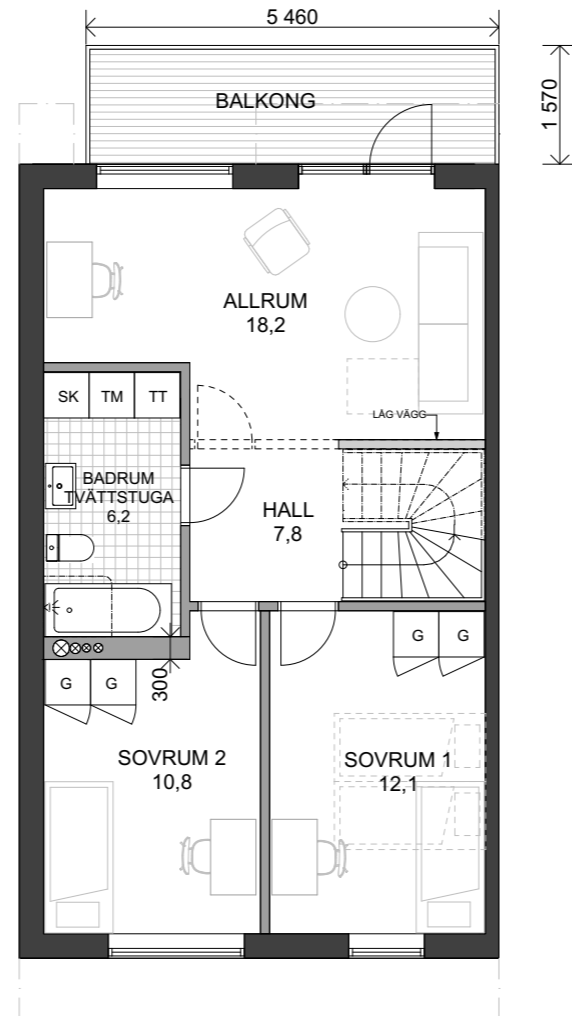 5 460
BALKONG
1 570
ALLRUM
18,2
SK TM TT
LÅG VÄGG
BADRUM
TVÄTTSTUGA
6,2
HALL
7,8
G G
G G
300
SOVRUM 2
10,8
SOVRUM 1
12,1